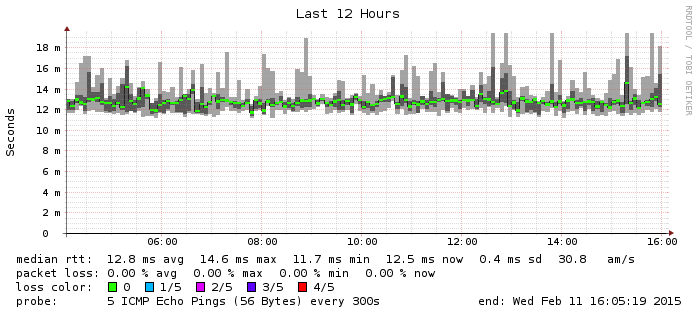 Last 12 Hours
RRDTOOL / TOBI OETIKER
Seconds
18 m
16 m
14 m
12 m
10 m
8 m
6 m
4 m
2 m
0
06:00 08:00 10:00 12:00 14:00 16:00
median rtt: 12.8 ms avg 14.6 ms max 11.7 ms min 12.5 ms now 0.4 ms sd 30.8 am/s
packet loss: 0.00 % avg 0.00 % max 0.00 % min 0.00 % now
loss color: 0 1/5 2/5 3/5 4/5
probe: 5 ICMP Echo Pings (56 Bytes) every 300s end: Wed Feb 11 16:05:19 2015